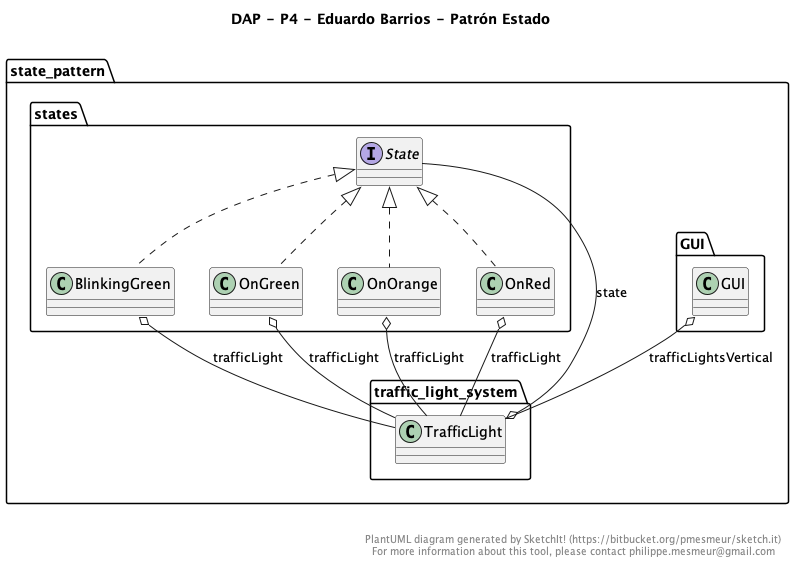 DAP - P4 - Eduardo Barrios - Patrón Estado
state_pattern
states
I State
GUI
C BlinkingGreen
C OnGreen
C OnOrange
C OnRed
C GUI
state
trafficLight
trafficLight
trafficLight
trafficLight
trafficLightsVertical
traffic_light_system
C TrafficLight
PlantUML diagram generated by SketchIt! (https://bitbucket.org/pmesmeur/sketch.it)
For more information about this tool, please contact philippe.mesmeur@gmail.com